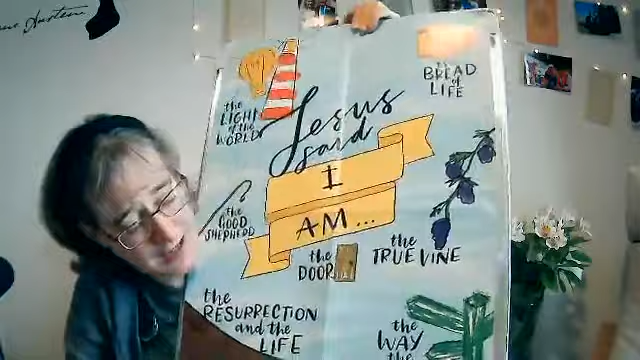 the
LIGHT
of the
WORLD
the
BREAD
of
LIFE
Jesus
said
I
AM...
the
GOOD
SHEPHERD
the
DOOR
the
TRUE VINE
the
RESURRECTION
and the
LIFE
the
WAY
the